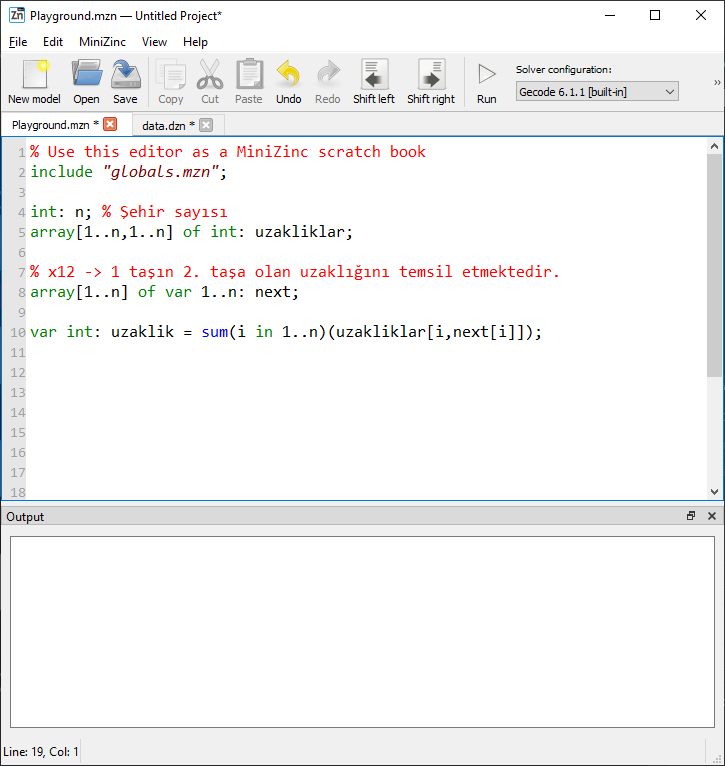 Zn Playground.mzn — Untitled Project*
File Edit MiniZinc View Help
New model Open Save Copy Cut Paste Undo Redo Shift left Shift right Run
Solver configuration:
Gecode 6.1.1 [built-in]
»
Playground.mzn * data.dzn *
1 % Use this editor as a MiniZinc scratch book
2 include "globals.mzn";
3
4 int: n; % Şehir sayısı
5 array[1..n,1..n] of int: uzakliklar;
6
7 % x12 -> 1 taşın 2. taşa olan uzaklığını temsil etmektedir.
8 array[1..n] of var 1..n: next;
9
10 var int: uzaklik = sum(i in 1..n)(uzakliklar[i,next[i]]);
11
12
13
14
15
16
17
18
Output
Line: 19, Col: 1